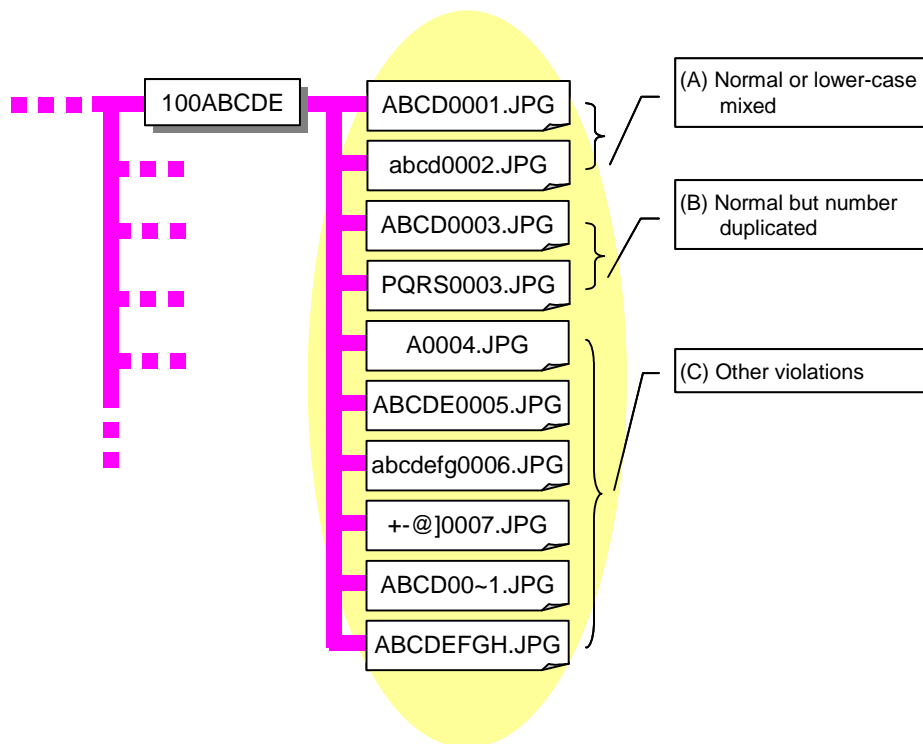 100ABCDE
ABCD0001.JPG
abcd0002.JPG
ABCD0003.JPG
PQRS0003.JPG
A0004.JPG
ABCDE0005.JPG
abcdefg0006.JPG
+-@]0007.JPG
ABCD00~1.JPG
ABCDEFGH.JPG
(A) Normal or lower-case
mixed
(B) Normal but number
duplicated
(C) Other violations